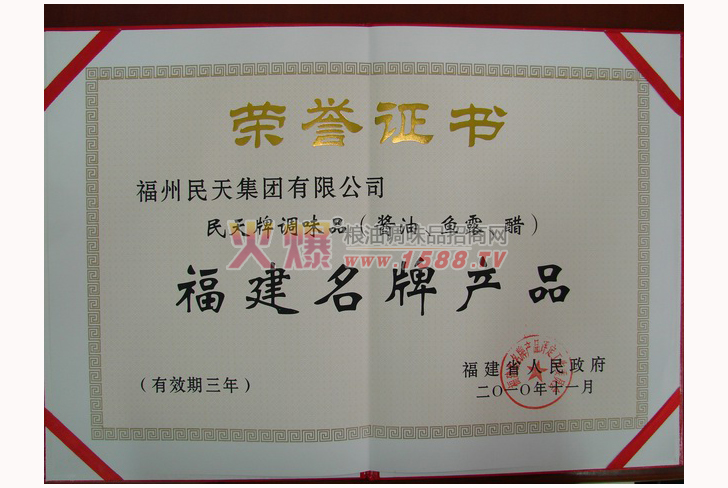 荣誉证书
福州民天集团有限公司
民天牌调味品(酱油 鱼露 醋)
火爆 粮油调味品招商网
www.1588.tv
福建名牌产品
福建省人民政府
(有效期三年)
二〇一〇年十一月